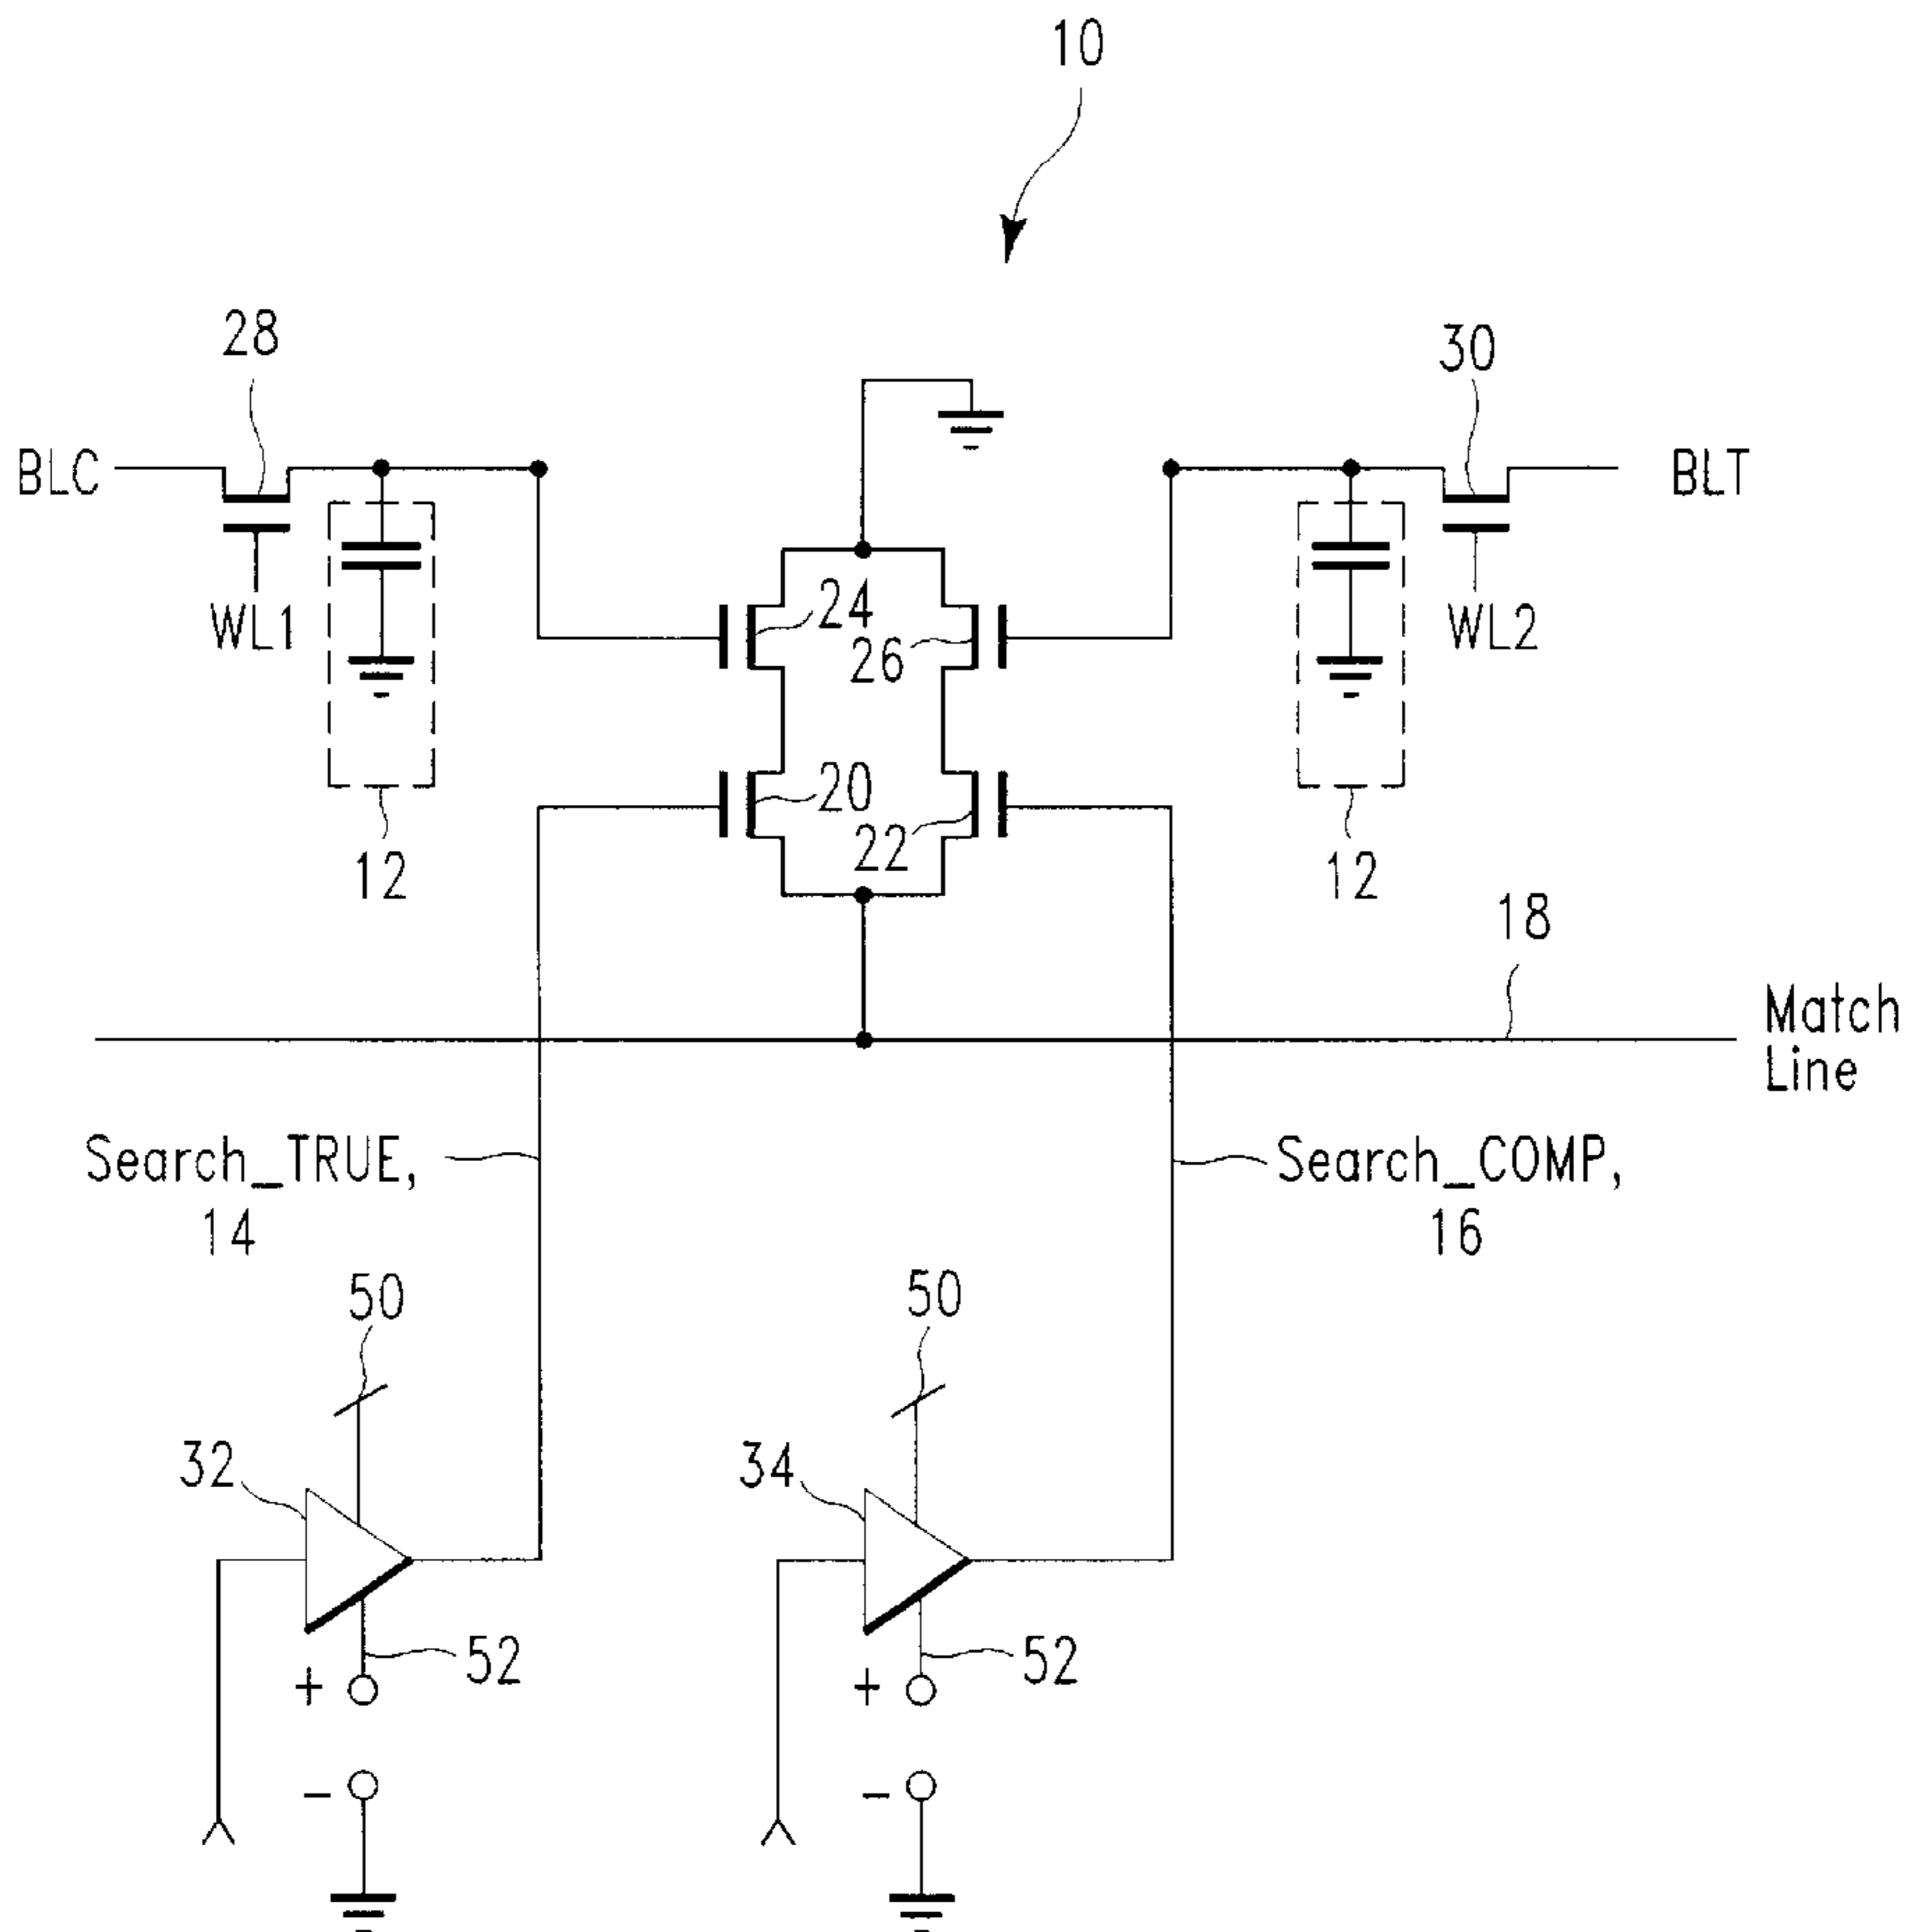 10
28
30
BLC
BLT
WL1
WL2
24
26
20
22
12
12
18
Match
Line
Search_TRUE,
14
Search_COMP,
16
50
50
32
34
52
52
+
+
-
-